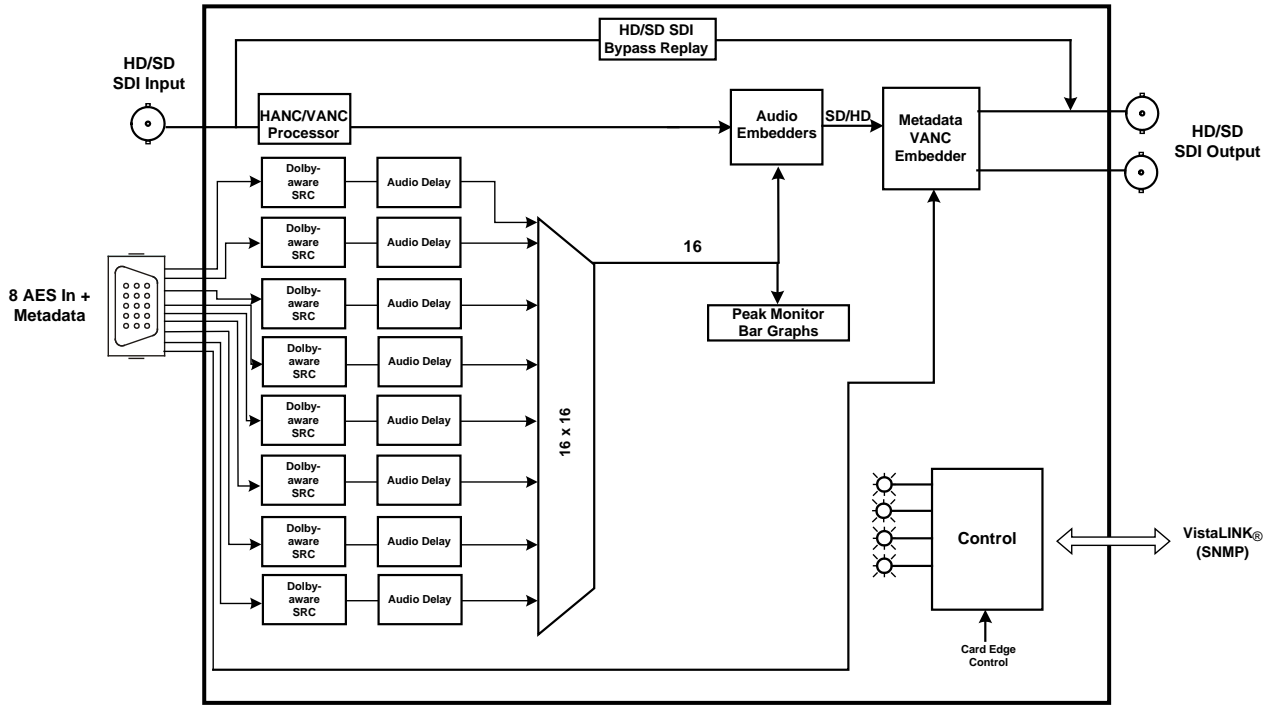 HD/SD SDI
Bypass Replay
HD/SD
SDI Input
HANC/VANC
Processor
Audio
Embedders
SD/HD
Metadata
VANC
Embedder
HD/SD
SDI Output
Dolby-
aware
SRC
Audio Delay
Dolby-
aware
SRC
Audio Delay
16
8 AES In +
Metadata
Dolby-
aware
SRC
Audio Delay
Peak Monitor
Bar Graphs
Dolby-
aware
SRC
Audio Delay
Dolby-
aware
SRC
Audio Delay
16 x 16
Dolby-
aware
SRC
Audio Delay
Dolby-
aware
SRC
Audio Delay
Dolby-
aware
SRC
Audio Delay
Control
VistaLINK®
(SNMP)
Card Edge
Control